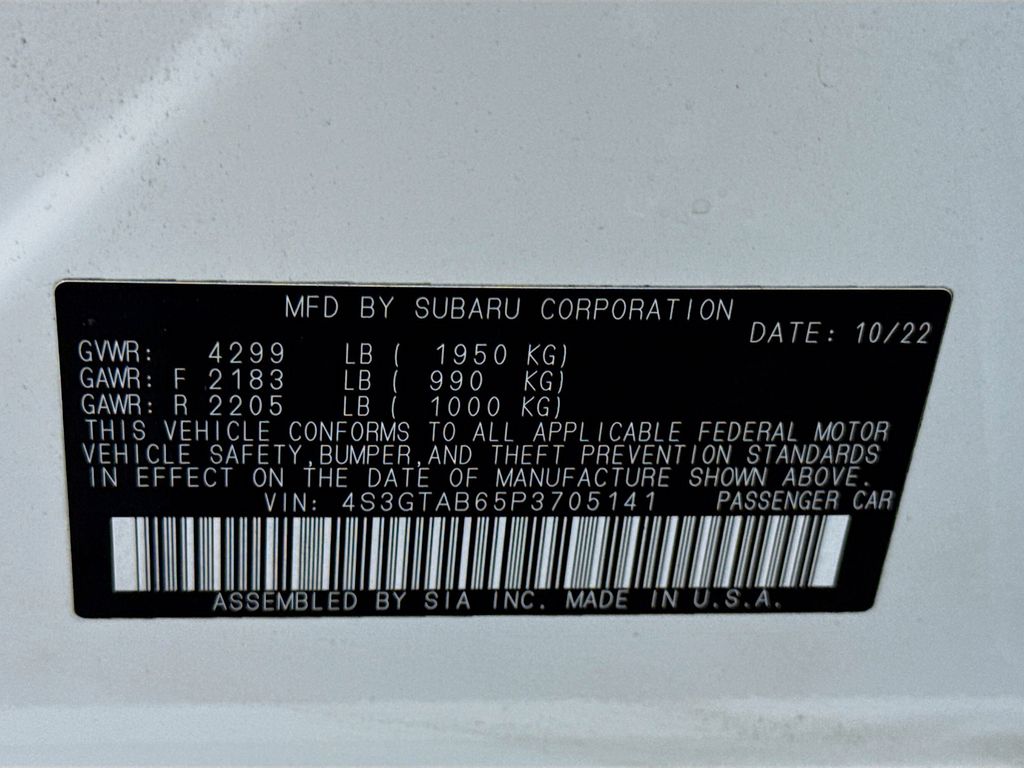 MFD BY SUBARU CORPORATION
DATE: 10/22
GVWR: 4299 LB ( 1950 KG)
GAWR: F 2183 LB ( 990 KG)
GAWR: R 2205 LB ( 1000 KG)
THIS VEHICLE CONFORMS TO ALL APPLICABLE FEDERAL MOTOR
VEHICLE SAFETY,BUMPER,AND THEFT PREVENTION STANDARDS
IN EFFECT ON THE DATE OF MANUFACTURE SHOWN ABOVE.
VIN: 4S3GTAB65P3705141 PASSENGER CAR
ASSEMBLED BY SIA INC. MADE IN U.S.A.